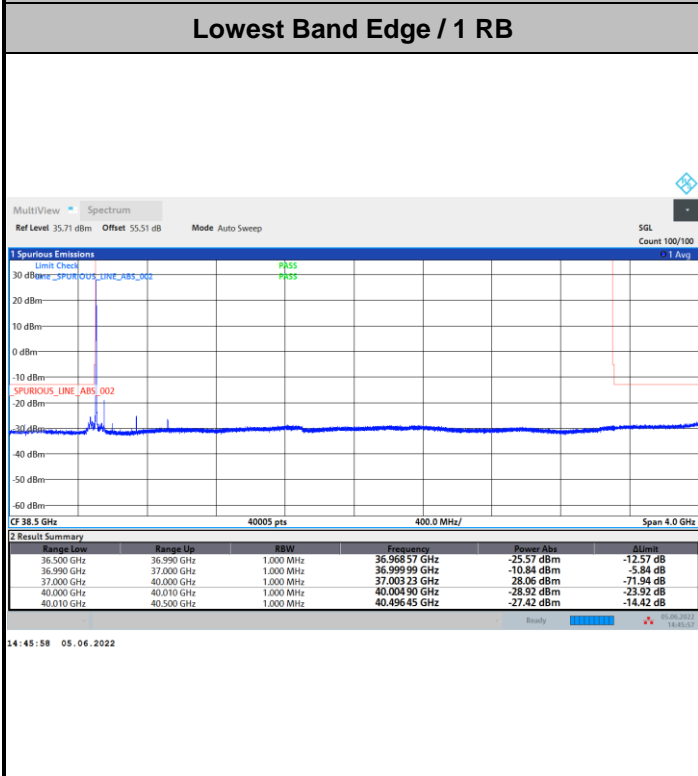 Lowest Band Edge / 1 RB
MultiView Spectrum
Ref Level 35.71 dBm Offset 55.51 dB Mode Auto Sweep SGL
Count 100/100
1 Spurious Emissions 1 Avg
Limit Check PASS
Line _SPURIOUS_LINE_ABS_002 PASS
30 dBm
20 dBm
10 dBm
0 dBm
-10 dBm
_SPURIOUS_LINE_ABS_002
-20 dBm
-30 dBm
-40 dBm
-50 dBm
-60 dBm
CF 38.5 GHz 40005 pts 400.0 MHz/ Span 4.0 GHz
2 Result Summary
Range Low Range Up RBW Frequency Power Abs ΔLimit
36.500 GHz 36.990 GHz 1.000 MHz 36.968 57 GHz -25.57 dBm -12.57 dB
36.990 GHz 37.000 GHz 1.000 MHz 36.999 99 GHz -10.84 dBm -5.84 dB
37.000 GHz 40.000 GHz 1.000 MHz 37.003 23 GHz 28.06 dBm -71.94 dB
40.000 GHz 40.010 GHz 1.000 MHz 40.004 90 GHz -28.92 dBm -23.92 dB
40.010 GHz 40.500 GHz 1.000 MHz 40.496 45 GHz -27.42 dBm -14.42 dB
Ready 05.06.2022
14:45:57
14:45:58 05.06.2022